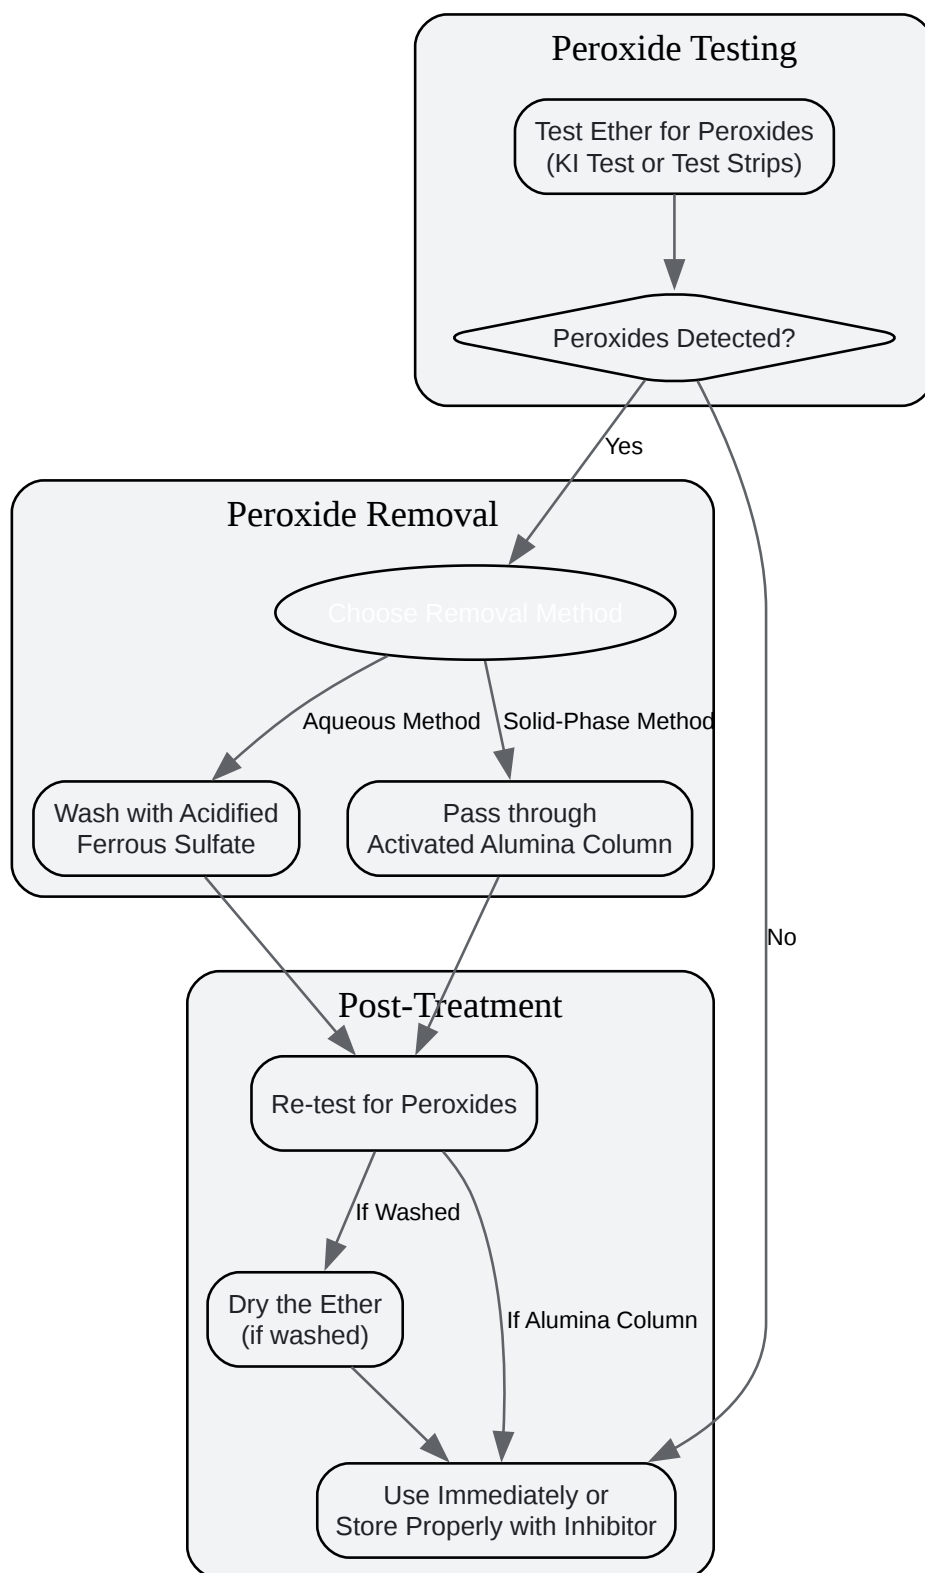 Peroxide Testing
Test Ether for Peroxides
(KI Test or Test Strips)
Peroxides Detected?
Yes
Peroxide Removal
Choose Removal Method
Aqueous Method
Solid-Phase Method
Wash with Acidified
Ferrous Sulfate
Pass through
Activated Alumina Column
No
Post-Treatment
Re-test for Peroxides
If Washed
Dry the Ether
(if washed)
If Alumina Column
Use Immediately or
Store Properly with Inhibitor